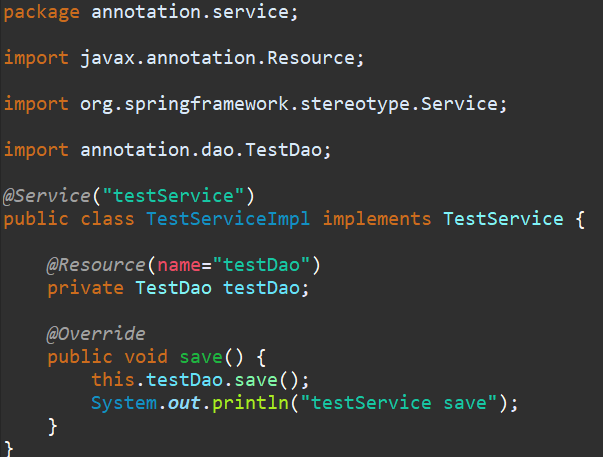 package annotation.service;
import javax.annotation.Resource;
import org.springframework.stereotype.Service;
import annotation.dao.TestDao;
@Service("testService")
public class TestServiceImpl implements TestService {
@Resource(name="testDao")
private TestDao testDao;
@Override
public void save() {
this.testDao.save();
System.out.println("testService save");
}
}